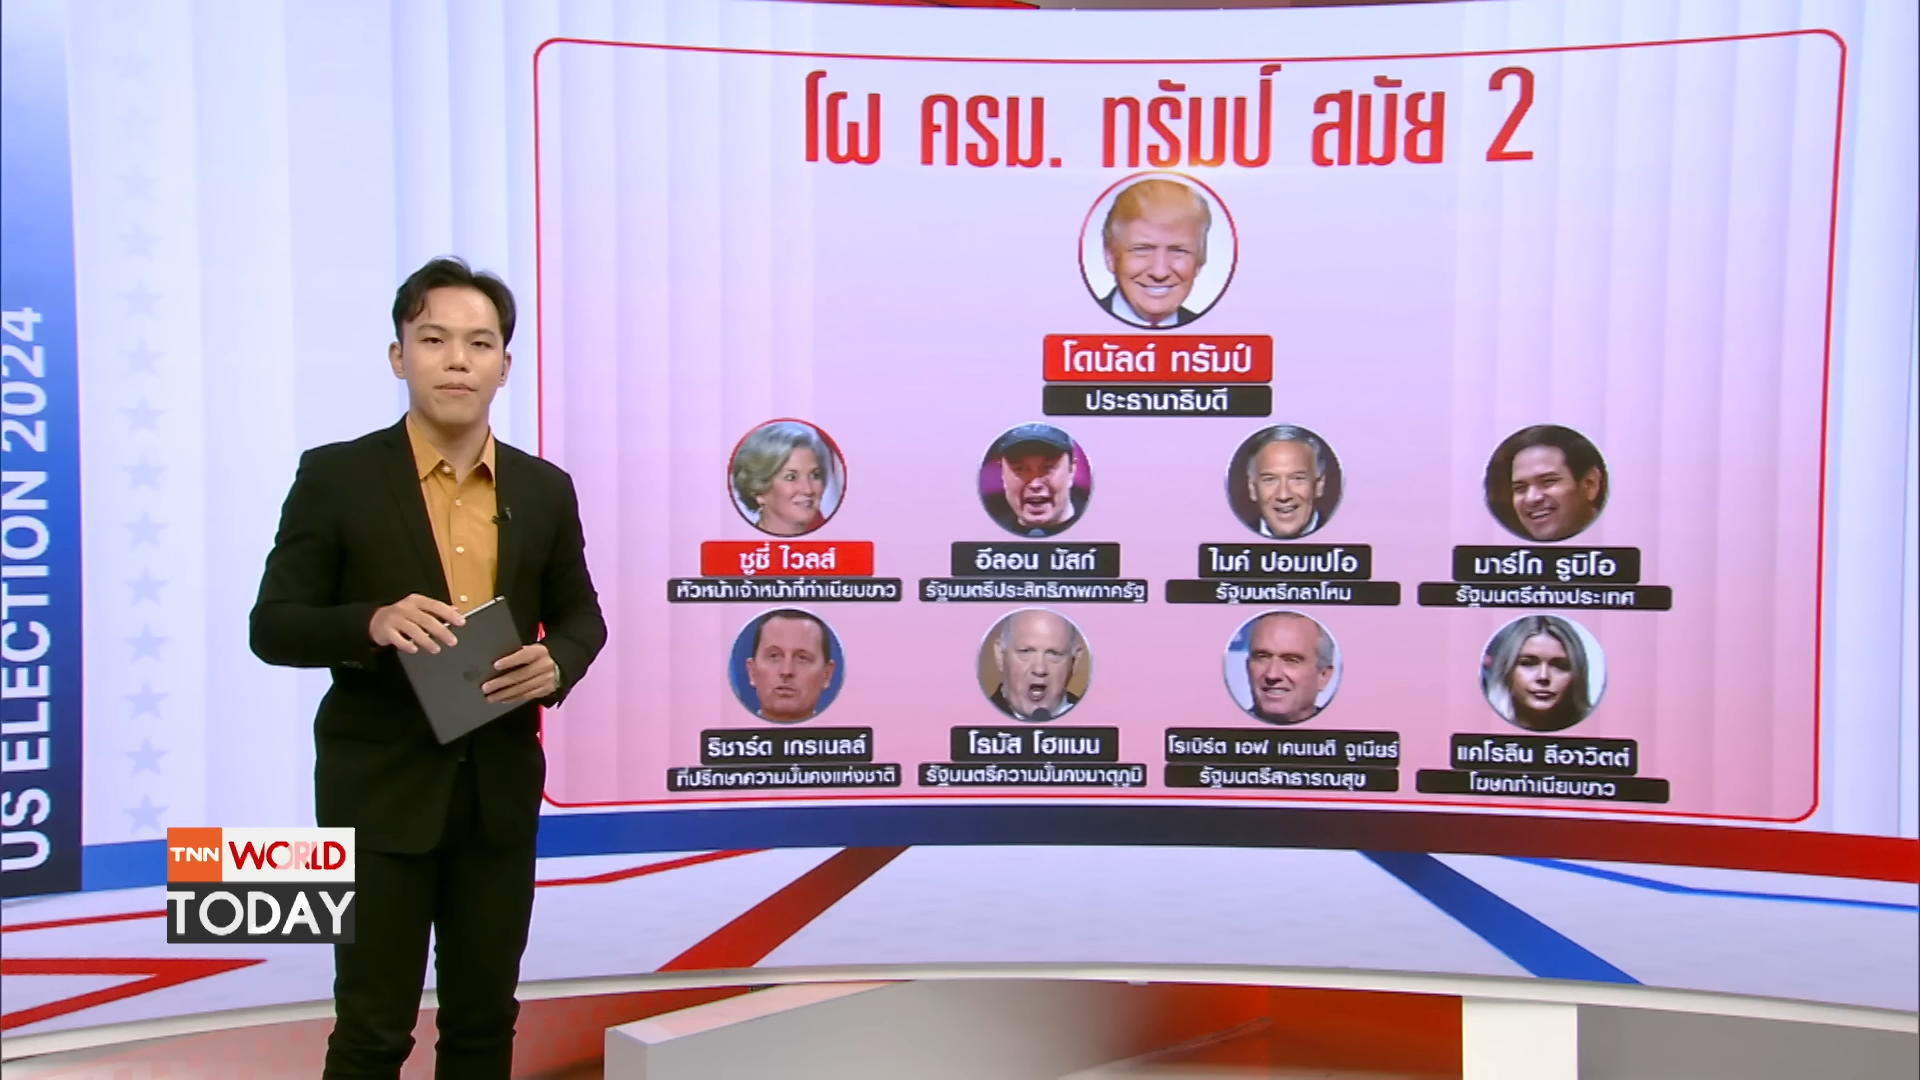 โผ ครม. ทรัมป์ สมัย 2
โดนัลด์ ทรัมป์
ประธานาธิบดี
ซูซี่ ไวลส์
หัวหน้าเจ้าหน้าที่ทำเนียบขาว
อีลอน มัสก์
รัฐมนตรีประสิทธิภาพภาครัฐ
ไมค์ ปอมเปโอ
รัฐมนตรีกลาโหม
มาร์โก รูบิโอ
รัฐมนตรีต่างประเทศ
ริชาร์ด เกรเนลล์
ที่ปรึกษาความมั่นคงแห่งชาติ
โธมัส โฮแมน
รัฐมนตรีความมั่นคงมาตุภูมิ
โรเบิร์ต เอฟ เคนเนดี จูเนียร์
รัฐมนตรีสาธารณสุข
แคโรลีน ลีอาวิตต์
โฆษกทำเนียบขาว
US ELECTION 2024
TNN WORLD
TODAY